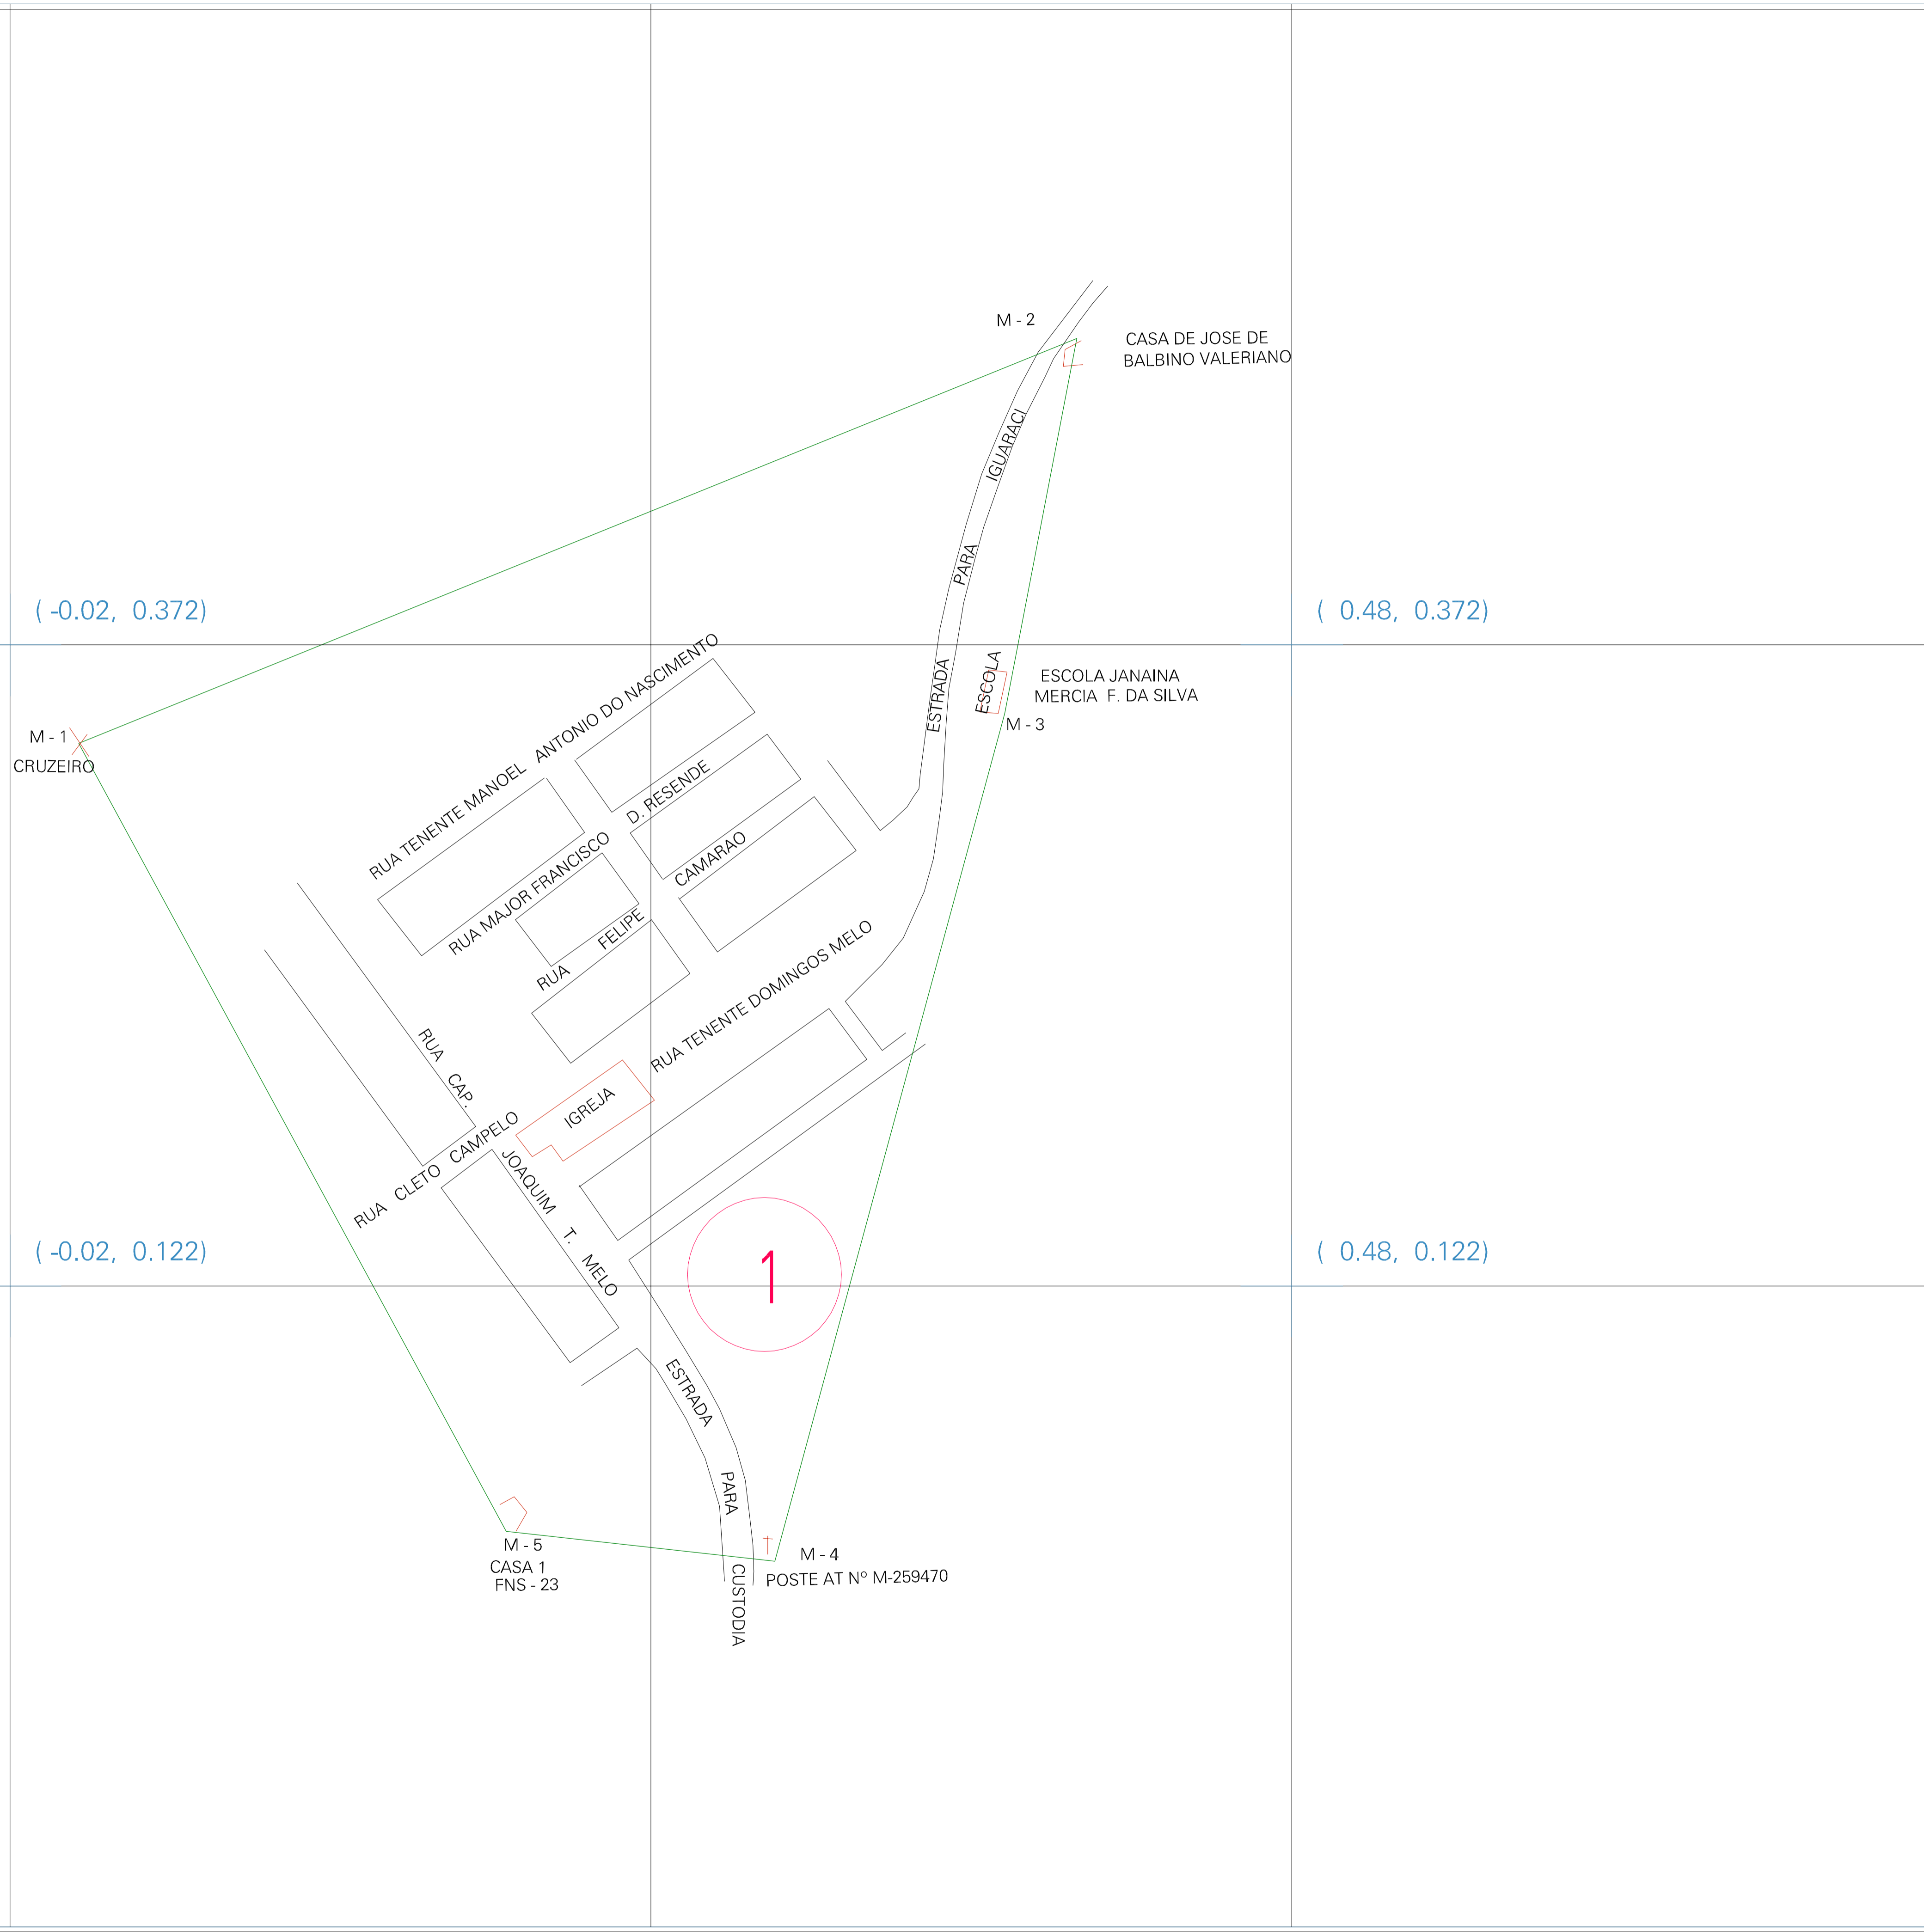 M - 2
CASA DE JOSE DE
BALBINO VALERIANO
ESTRADA PARA IGUARACI
( -0.02, 0.372)
( 0.48, 0.372)
ESCOLA
ESCOLA JANAINA
MERCIA F. DA SILVA
M - 3
M - 1
CRUZEIRO
RUA TENENTE MANOEL ANTONIO DO NASCIMENTO
RUA MAJOR FRANCISCO D. RESENDE
RUA FELIPE CAMARAO
RUA TENENTE DOMINGOS MELO
RUA CAP. JOAQUIM T. MELO
IGREJA
RUA CLETO CAMPELO
( -0.02, 0.122)
1
( 0.48, 0.122)
ESTRADA PARA CUSTODIA
M - 5
CASA 1
FNS - 23
M - 4
POSTE AT Nº M-259470